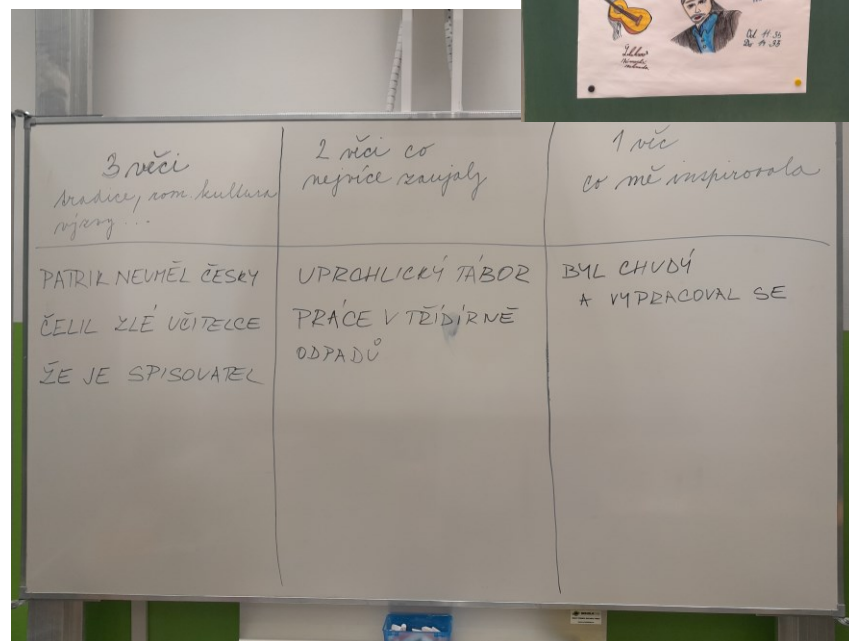 3 věci
tradice, rom. kultura
výzvy...
PATRIK NEUMĚL ČESKY
ČELIL ZLÉ UČITELCE
ŽE JE SPISOVATEL
2 věci co
nejvíce zaujaly
UPRCHLICKÝ TÁBOR
PRÁCE V TŘÍDÍRNĚ
ODPADŮ
1 věc
co mě inspirovala
BYL CHUDÝ
A VYPRACOVAL SE